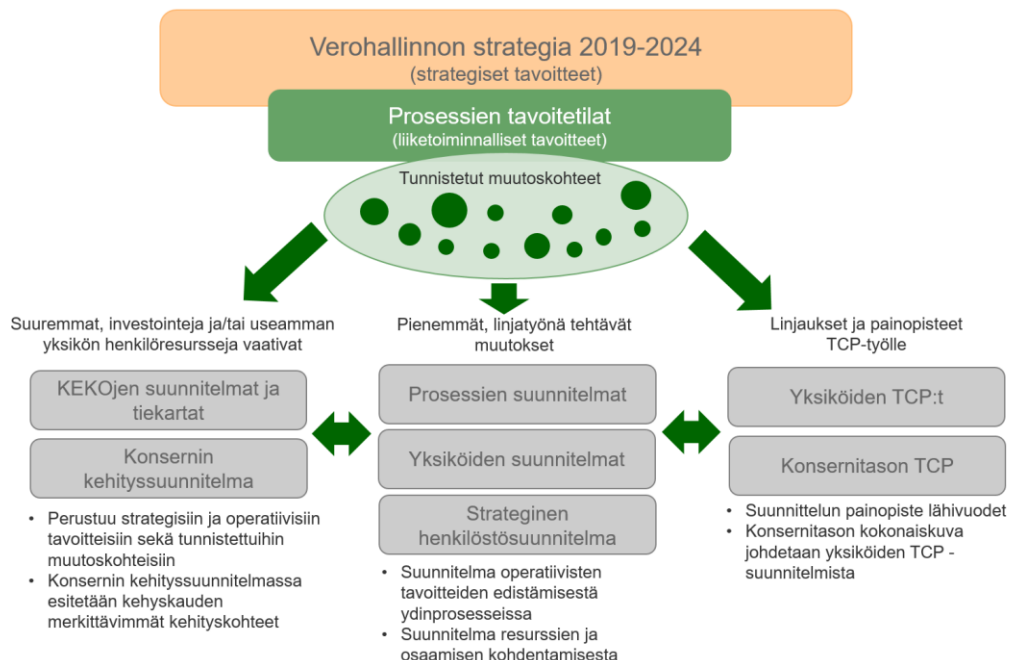 Verohallinnon strategia 2019-2024
(strategiset tavoitteet)
Prosessien tavoitetilat
(liiketoiminnalliset tavoitteet)
Tunnistetut muutoskohteet
Suuremmat, investointeja ja/tai useamman
yksikön henkilöresursseja vaativat
KEKOjen suunnitelmat ja
tiekartat
Konsernin
kehityssuunnitelma
• Perustuu strategisiin ja operatiivisiin
tavoitteisiin sekä tunnistettuihin
muutoskohteisiin
• Konsernin kehityssuunnitelmassa
esitetään kehyskauden
merkittävimmät kehityskohteet
Pienemmät, linjatyönä tehtävät
muutokset
Prosessien suunnitelmat
Yksiköiden suunnitelmat
Strateginen
henkilöstösuunnitelma
• Suunnitelma operatiivisten
tavoitteiden edistämisestä
ydinprosesseissa
• Suunnitelma resurssien ja
osaamisen kohdentamisesta
Linjaukset ja painopisteet
TCP-työlle
Yksiköiden TCP:t
Konsernitason TCP
• Suunnittelun painopiste lähivuodet
• Konsernitason kokonaiskuva
johdetaan yksiköiden TCP -
suunnitelmista